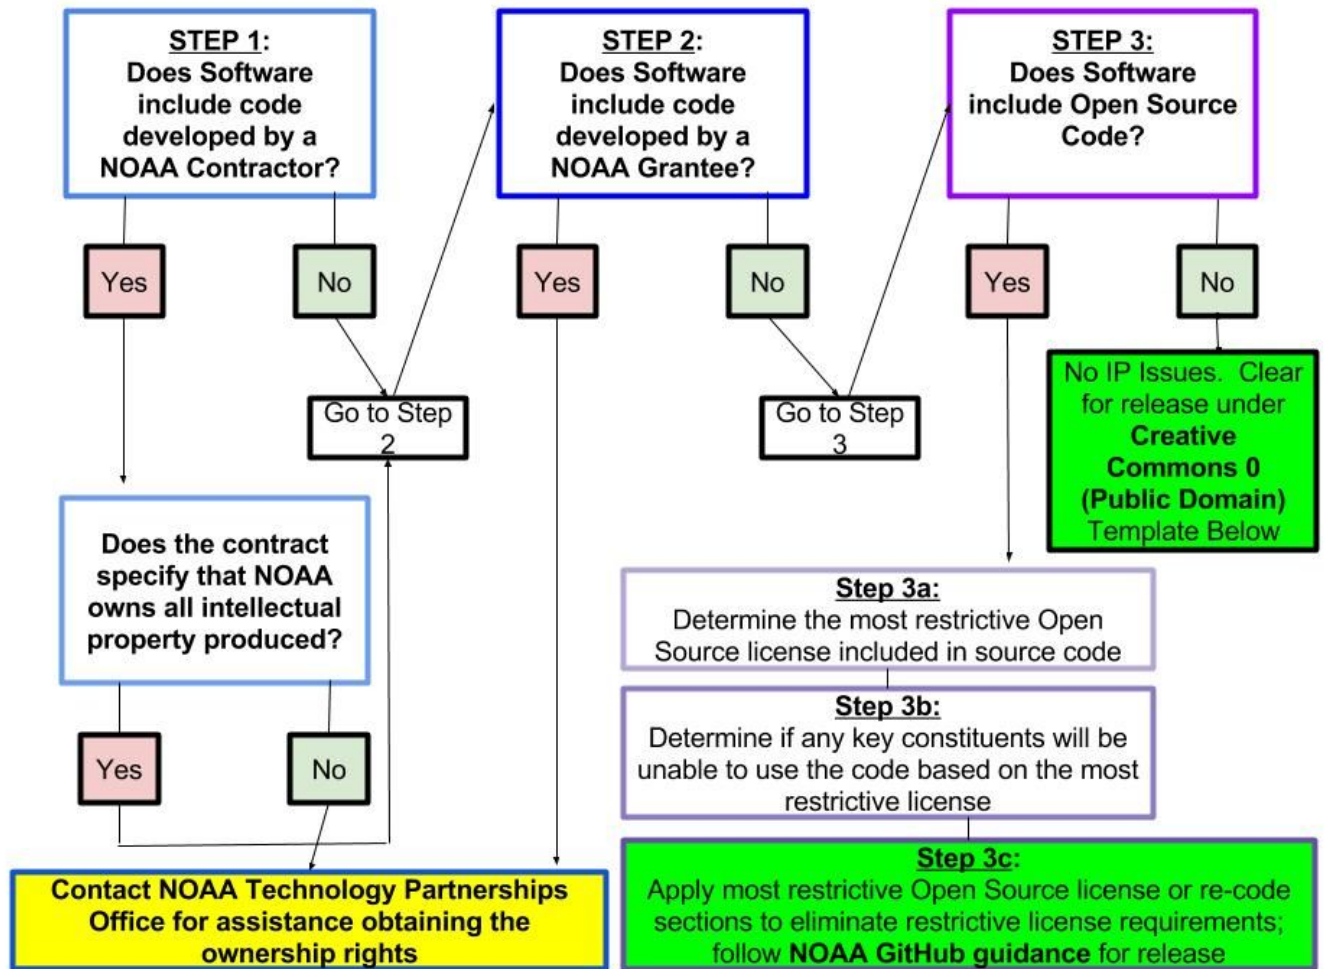 STEP 1:
Does Software
include code
developed by a
NOAA Contractor?
Yes
No
Go to Step
2
Does the contract
specify that NOAA
owns all intellectual
property produced?
Yes
No
Contact NOAA Technology Partnerships
Office for assistance obtaining the
ownership rights
STEP 2:
Does Software
include code
developed by a
NOAA Grantee?
Yes
No
Go to Step
3
STEP 3:
Does Software
include Open Source
Code?
Yes
No
No IP Issues. Clear
for release under
Creative
Commons 0
(Public Domain)
Template Below
Step 3a:
Determine the most restrictive Open
Source license included in source code
Step 3b:
Determine if any key constituents will be
unable to use the code based on the most
restrictive license
Step 3c:
Apply most restrictive Open Source license or re-code
sections to eliminate restrictive license requirements;
follow NOAA GitHub guidance for release